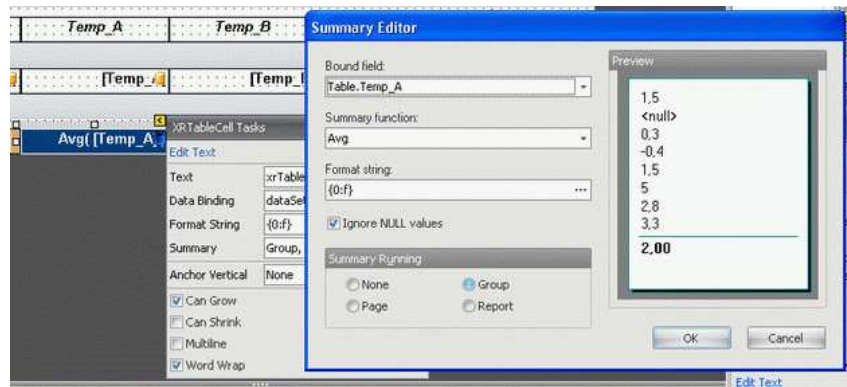 Temp_A
Temp_B
[Temp_A
[Temp_
Avg( [Temp_A]
XRTableCell Tasks
Edit Text
Text
xrTable
Data Binding
dataSet
Format String
{0:f}
Summary
Group,
Anchor Vertical
None
Can Grow
Can Shrink
Multiline
Word Wrap
Summary Editor
Bound field:
Table.Temp_A
Summary function:
Avg
Format string:
{0:f}
...
Ignore NULL values
Summary Running
None
Group
Page
Report
Preview
1,5
<null>
0,3
-0,4
1,5
5
2,8
3,3
2,00
OK
Cancel
Edit Text